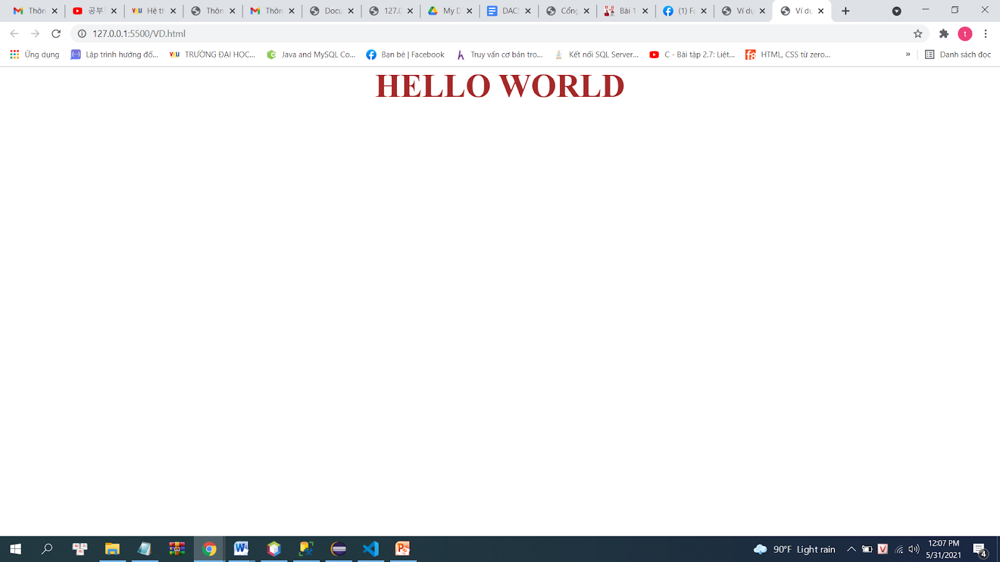 Thôn
공부
Hệ th
Thôn
Thôn
Docu
127.0
My D
DACS
Cổng
Bài 1
(1) Fa
Ví dụ
Ví dụ
127.0.0.1:5500/VD.html
t
Ứng dụng
Lập trình hướng đố...
VKU TRƯỜNG ĐẠI HỌC...
Java and MySQL Co...
Bạn bè | Facebook
Truy vấn cơ bản tro...
Kết nối SQL Server...
C - Bài tập 2.7: Liệt...
HTML, CSS từ zero...
»
Danh sách đọc
HELLO WORLD
90°F Light rain
V
12:07 PM
5/31/2021
4